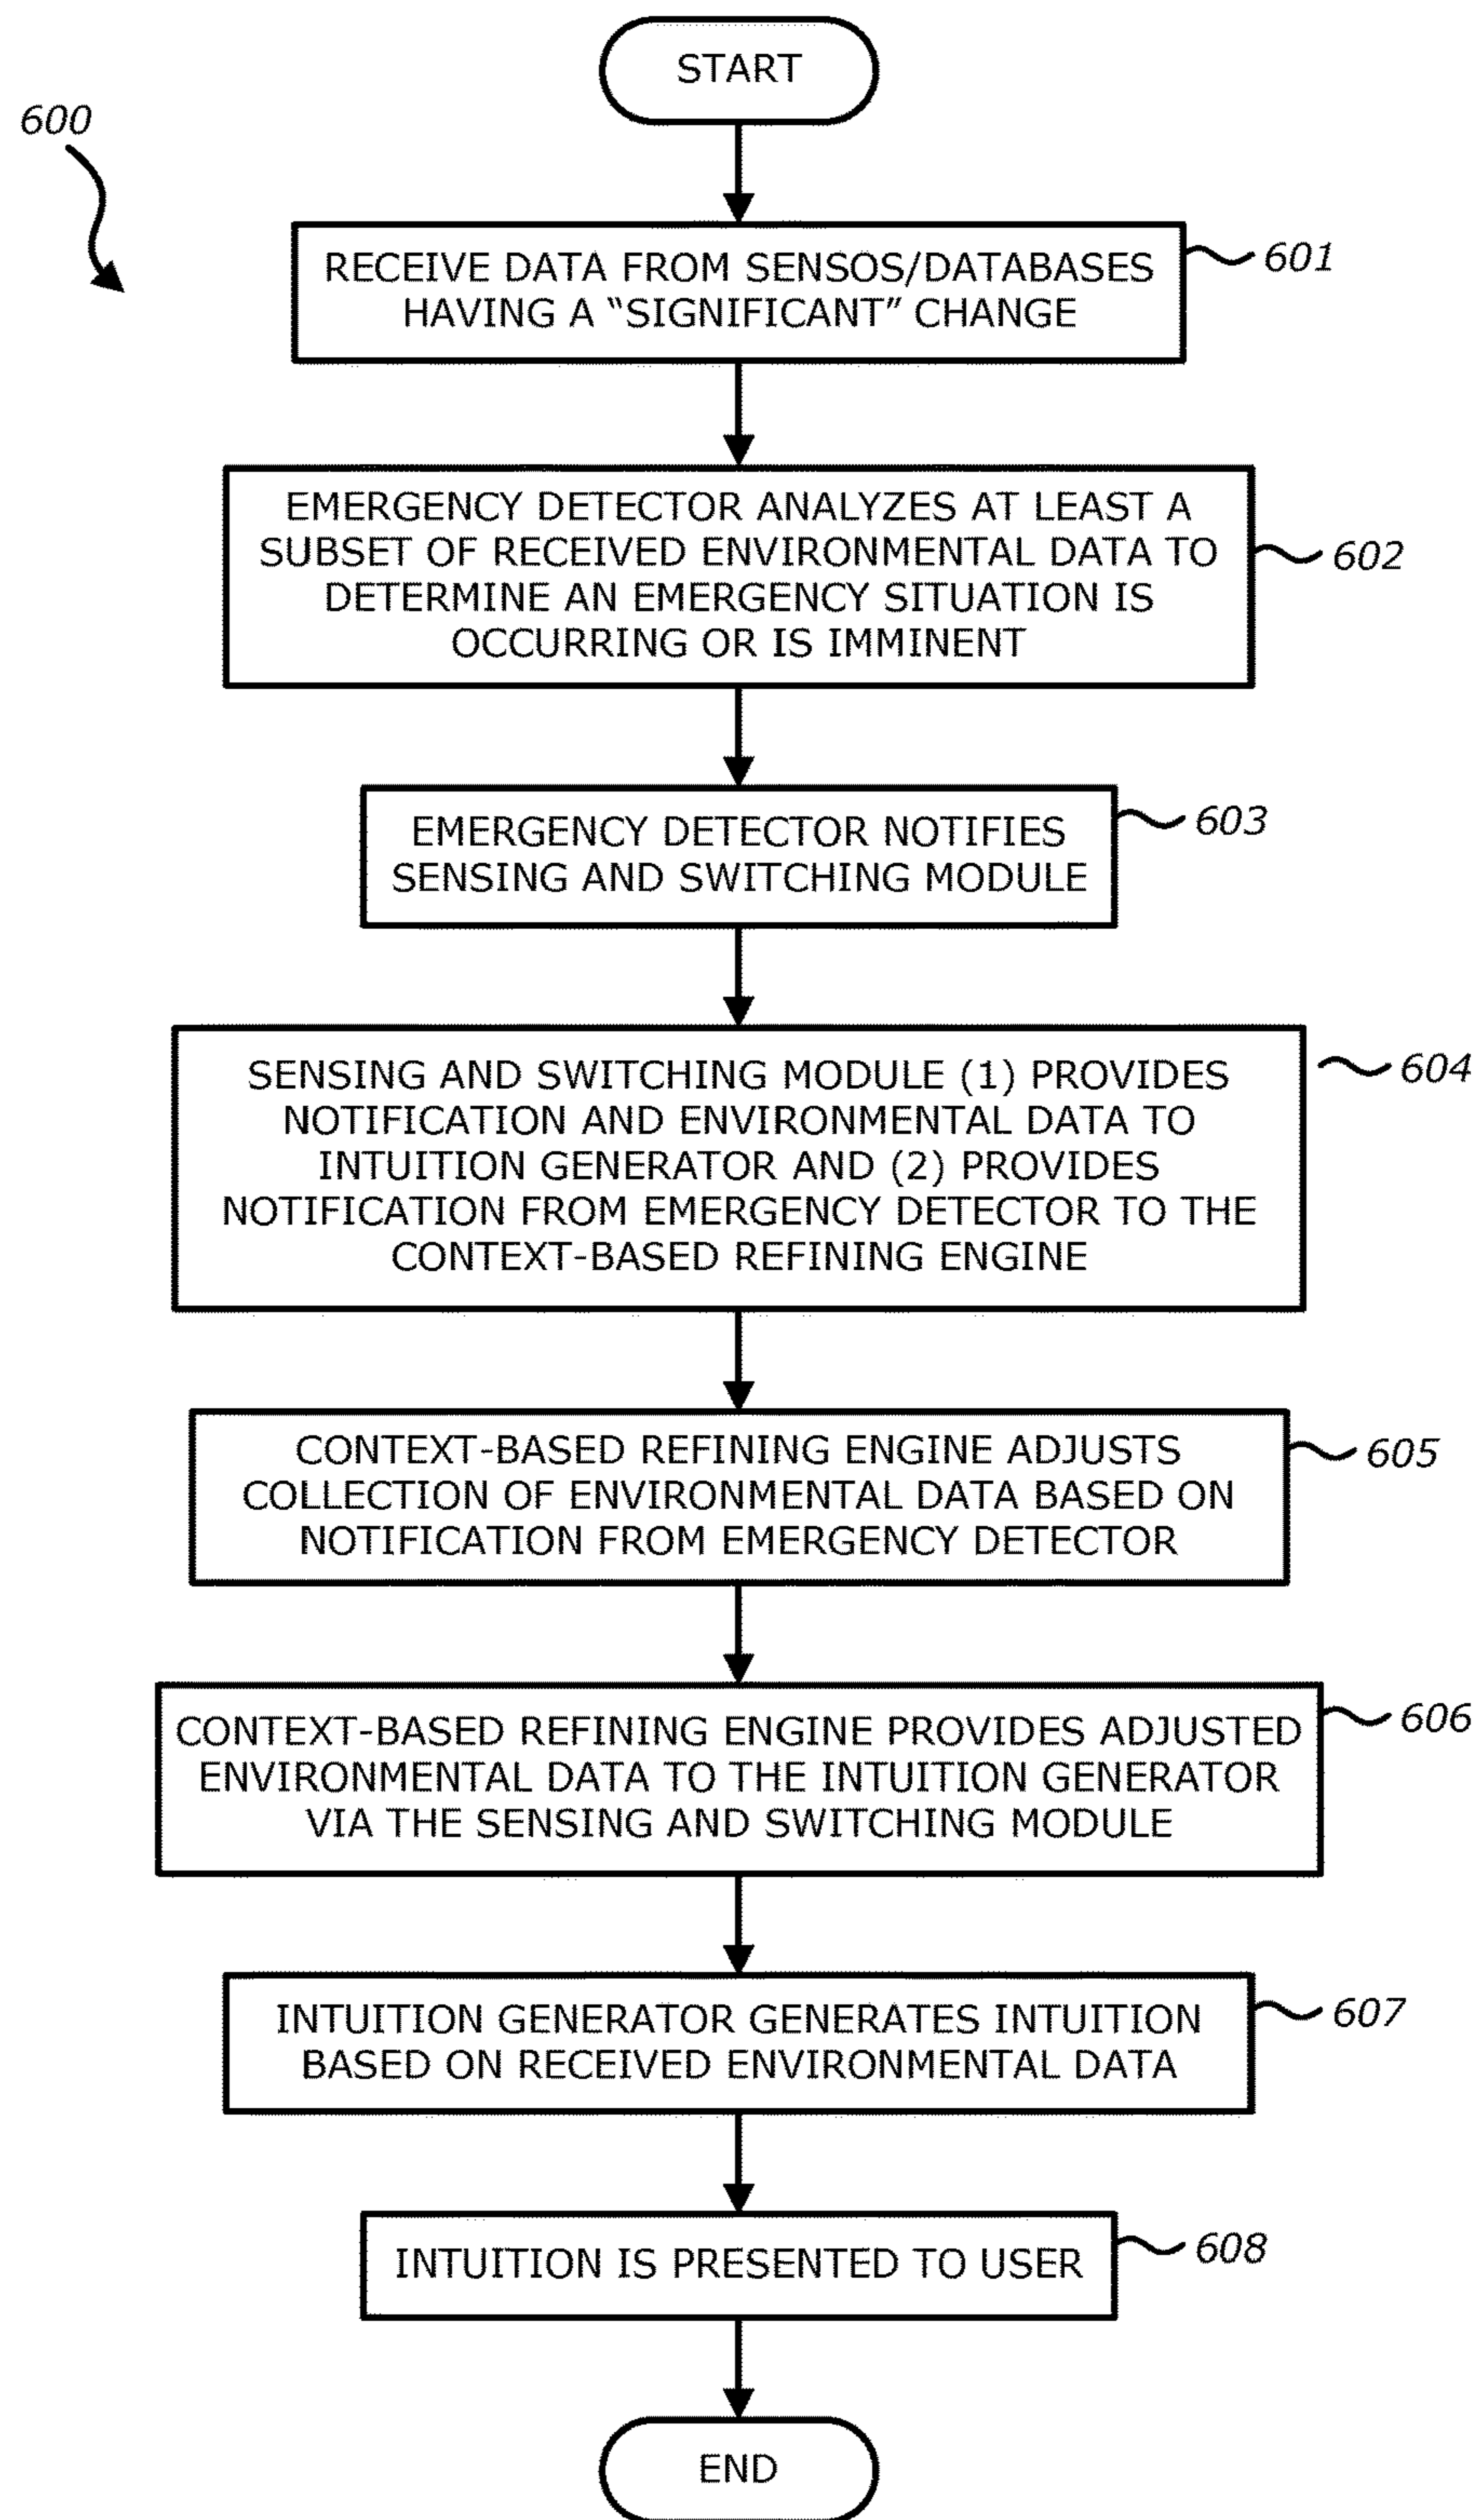 START
600
RECEIVE DATA FROM SENSOS/DATABASES
HAVING A “SIGNIFICANT” CHANGE
601
EMERGENCY DETECTOR ANALYZES AT LEAST A
SUBSET OF RECEIVED ENVIRONMENTAL DATA TO
DETERMINE AN EMERGENCY SITUATION IS
OCCURRING OR IS IMMINENT
602
EMERGENCY DETECTOR NOTIFIES
SENSING AND SWITCHING MODULE
603
SENSING AND SWITCHING MODULE (1) PROVIDES
NOTIFICATION AND ENVIRONMENTAL DATA TO
INTUITION GENERATOR AND (2) PROVIDES
NOTIFICATION FROM EMERGENCY DETECTOR TO THE
CONTEXT-BASED REFINING ENGINE
604
CONTEXT-BASED REFINING ENGINE ADJUSTS
COLLECTION OF ENVIRONMENTAL DATA BASED ON
NOTIFICATION FROM EMERGENCY DETECTOR
605
CONTEXT-BASED REFINING ENGINE PROVIDES ADJUSTED
ENVIRONMENTAL DATA TO THE INTUITION GENERATOR
VIA THE SENSING AND SWITCHING MODULE
606
INTUITION GENERATOR GENERATES INTUITION
BASED ON RECEIVED ENVIRONMENTAL DATA
607
INTUITION IS PRESENTED TO USER
608
END